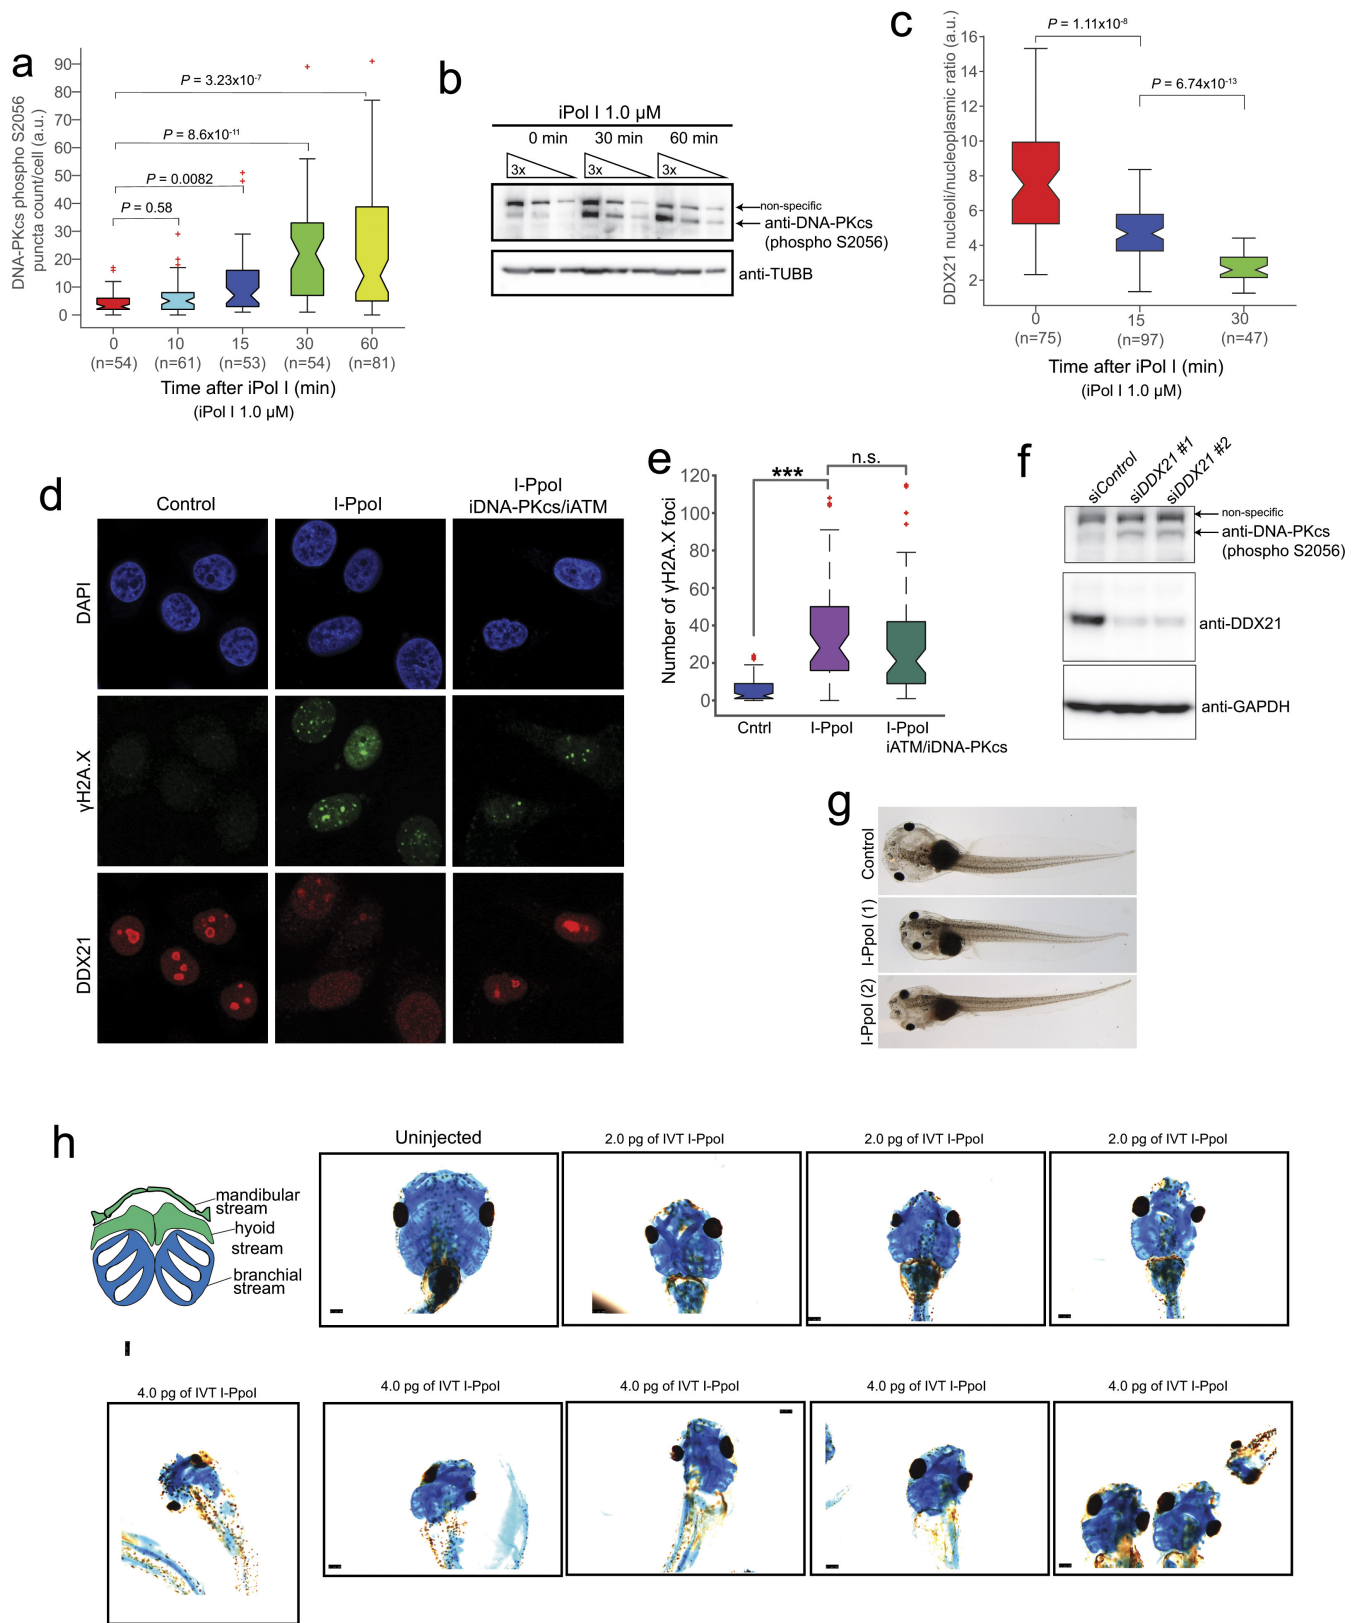 a
DNA-PKcs phospho S2056
puncta count/cell (a.u.)
90
80
70
60
50
40
30
20
10
0
P = 3.23x10-7
P = 8.6x10-11
P = 0.0082
P = 0.58
0 10 15 30 60
(n=54) (n=61) (n=53) (n=54) (n=81)
Time after iPol I (min)
(iPol I 1.0 µM)
b
iPol I 1.0 µM
0 min 30 min 60 min
3x 3x 3x
non-specific
anti-DNA-PKcs
(phospho S2056)
anti-TUBB
c
DDX21 nucleoli/nucleoplasmic ratio (a.u.)
16
14
12
10
8
6
4
2
P = 1.11x10-8
P = 6.74x10-13
0 15 30
(n=75) (n=97) (n=47)
Time after iPol I (min)
(iPol I 1.0 µM)
d
Control
I-PpoI
I-PpoI
iDNA-PKcs/iATM
DAPI
γH2A.X
DDX21
e
Number of γH2A.X foci
120
100
80
60
40
20
0
***
n.s.
Cntrl
I-PpoI
I-PpoI
iATM/iDNA-PKcs
f
siControl
siDDX21 #1
siDDX21 #2
non-specific
anti-DNA-PKcs
(phospho S2056)
anti-DDX21
anti-GAPDH
g
Control
I-PpoI (1)
I-PpoI (2)
h
mandibular
stream
hyoid
stream
branchial
stream
Uninjected
2.0 pg of IVT I-PpoI
2.0 pg of IVT I-PpoI
2.0 pg of IVT I-PpoI
4.0 pg of IVT I-PpoI
4.0 pg of IVT I-PpoI
4.0 pg of IVT I-PpoI
4.0 pg of IVT I-PpoI
4.0 pg of IVT I-PpoI